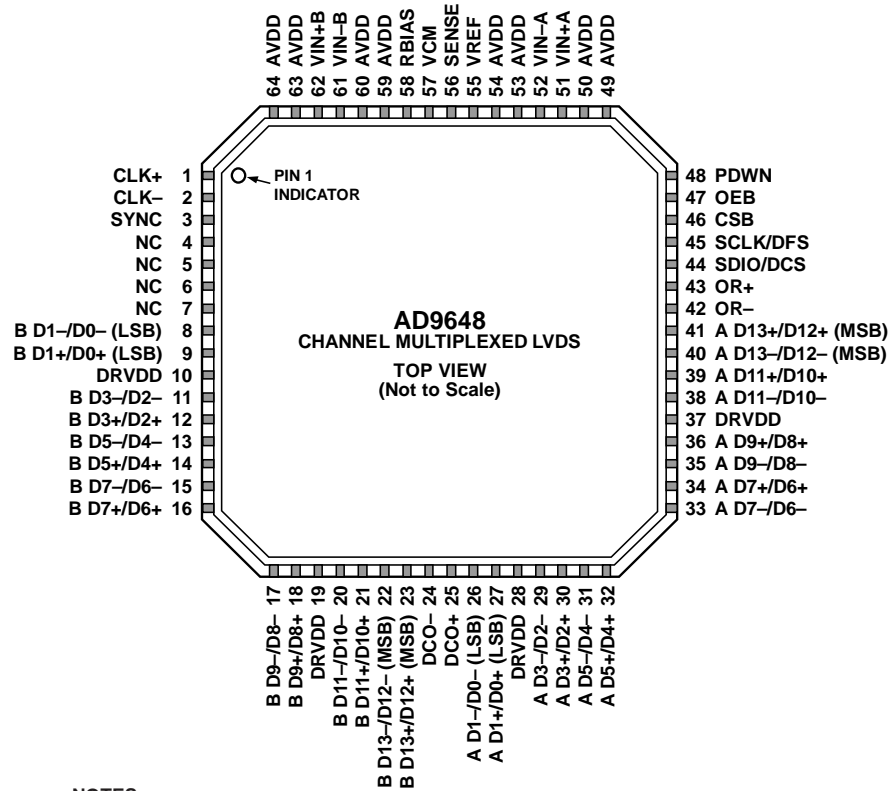 64 AVDD
63 AVDD
62 VIN+B
61 VIN–B
60 AVDD
59 AVDD
58 RBIAS
57 VCM
56 SENSE
55 VREF
54 AVDD
53 AVDD
52 VIN–A
51 VIN+A
50 AVDD
49 AVDD
CLK+ 1
CLK– 2
SYNC 3
NC 4
NC 5
NC 6
NC 7
B D1–/D0– (LSB) 8
B D1+/D0+ (LSB) 9
DRVDD 10
B D3–/D2– 11
B D3+/D2+ 12
B D5–/D4– 13
B D5+/D4+ 14
B D7–/D6– 15
B D7+/D6+ 16
PIN 1
INDICATOR
AD9648
CHANNEL MULTIPLEXED LVDS
TOP VIEW
(Not to Scale)
48 PDWN
47 OEB
46 CSB
45 SCLK/DFS
44 SDIO/DCS
43 OR+
42 OR–
41 A D13+/D12+ (MSB)
40 A D13–/D12– (MSB)
39 A D11+/D10+
38 A D11–/D10–
37 DRVDD
36 A D9+/D8+
35 A D9–/D8–
34 A D7+/D6+
33 A D7–/D6–
B D9–/D8– 17
B D9+/D8+ 18
DRVDD 19
B D11–/D10– 20
B D11+/D10+ 21
B D13–/D12– (MSB) 22
B D13+/D12+ (MSB) 23
DCO– 24
DCO+ 25
A D1–/D0– (LSB) 26
A D1+/D0+ (LSB) 27
DRVDD 28
A D3–/D2– 29
A D3+/D2+ 30
A D5–/D4– 31
A D5+/D4+ 32